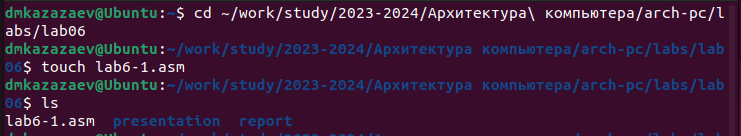 dmkazazaev@Ubuntu:~$ cd ~/work/study/2023-2024/Архитектура\ компьютера/arch-pc/l
abs/lab06
dmkazazaev@Ubuntu:~/work/study/2023-2024/Архитектура компьютера/arch-pc/labs/lab
06$ touch lab6-1.asm
dmkazazaev@Ubuntu:~/work/study/2023-2024/Архитектура компьютера/arch-pc/labs/lab
06$ ls
lab6-1.asm  presentation  report